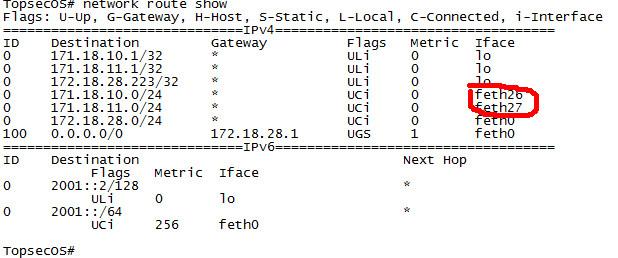 TopsecOS# network route show
Flags: U-Up, G-Gateway, H-Host, S-Static, L-Local, C-Connected, i-Interface
===============================IPv4========================================
ID Destination Gateway Flags Metric Iface
0 171.18.10.1/32 * ULi 0 lo
0 171.18.11.1/32 * ULi 0 lo
0 172.18.28.223/32 * ULi 0 lo
0 171.18.10.0/24 * UCi 0 feth26
0 171.18.11.0/24 * UCi 0 feth27
0 172.18.28.0/24 * UCi 0 feth0
100 0.0.0.0/0 172.18.28.1 UGS 1 feth0
===============================IPv6========================================
ID Destination Next Hop
Flags Metric Iface
0 2001::2/128 *
ULi 0 lo
0 2001::/64 *
UCi 256 feth0
TopsecOS#